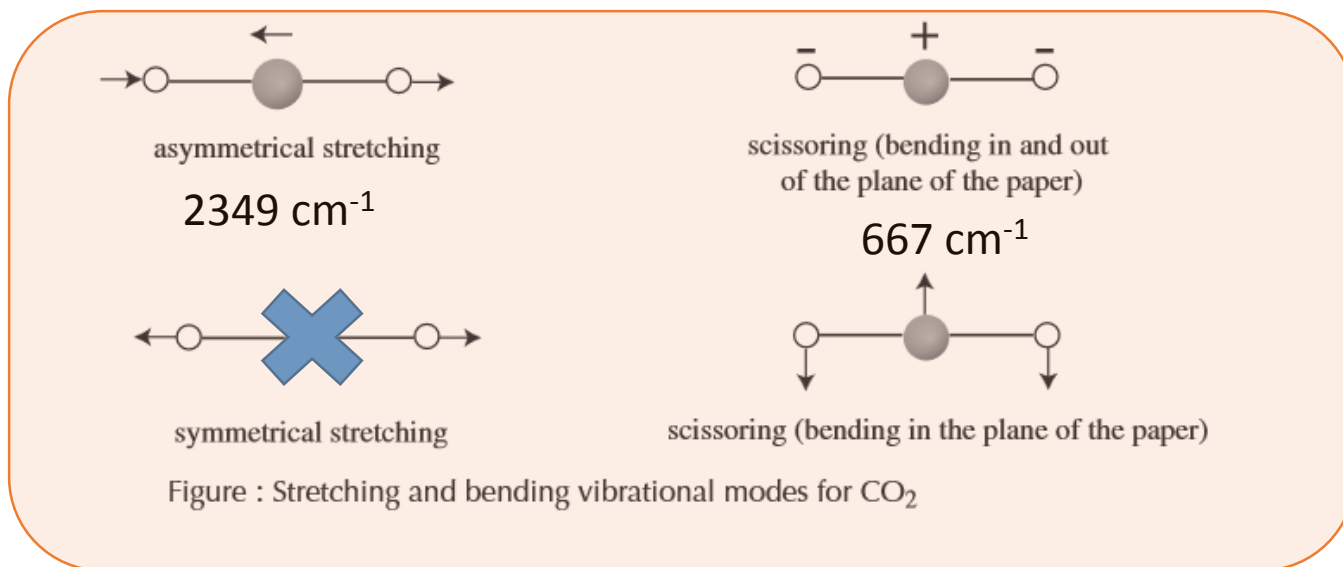 - + -
asymmetrical stretching
2349 cm⁻¹
scissoring (bending in and out
of the plane of the paper)
667 cm⁻¹
symmetrical stretching
scissoring (bending in the plane of the paper)
Figure : Stretching and bending vibrational modes for CO₂